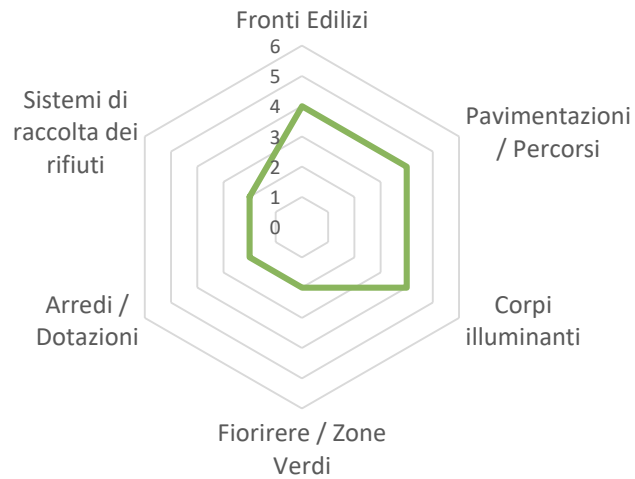 Fronti Edilizi
6
5
4
3
2
1
0
Pavimentazioni
/ Percorsi
Corpi
illuminanti
Fiorirere / Zone
Verdi
Arredi /
Dotazioni
Sistemi di
raccolta dei
rifiuti